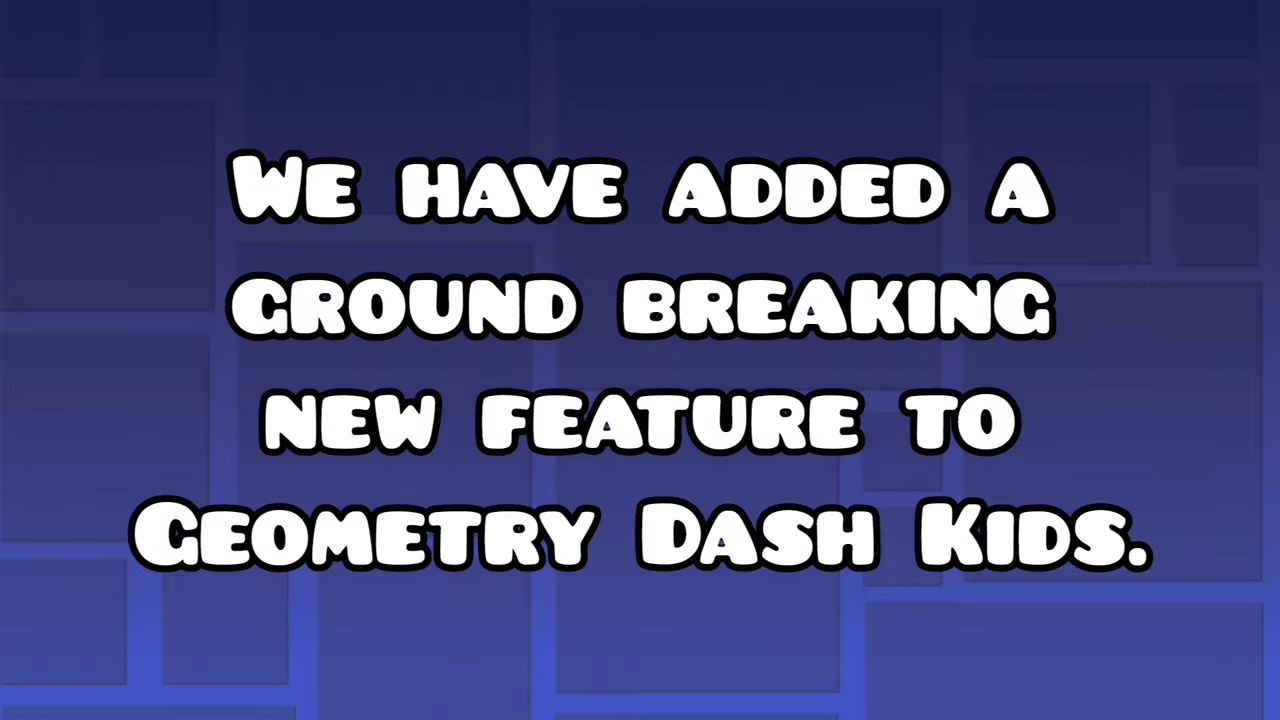 We have added a
ground breaking
new feature to
Geometry Dash Kids.